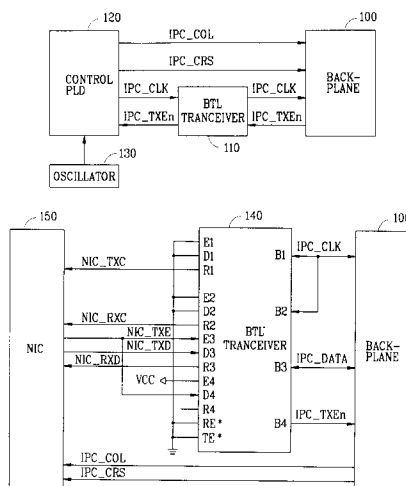 120
100
IPC_COL
IPC_CRS
CONTROL PLD
IPC_CLK
IPC_CLK
BTL TRANCEIVER
BACK-PLANE
IPC_TXEn
IPC_TXEn
110
130
OSCILLATOR
150
140
100
E1
D1
R1
B1
IPC_CLK
NIC_TXC
E2
D2
R2
B2
NIC_RXC
NIC_TXE
NIC_TXD
NIC_RXD
E3
D3
R3
B3
BTL TRANCEIVER
IPC_DATA
NIC
BACK-PLANE
VCC
E4
D4
R4
B4
IPC_TXEn
RE*
TE*
IPC_COL
IPC_CRS